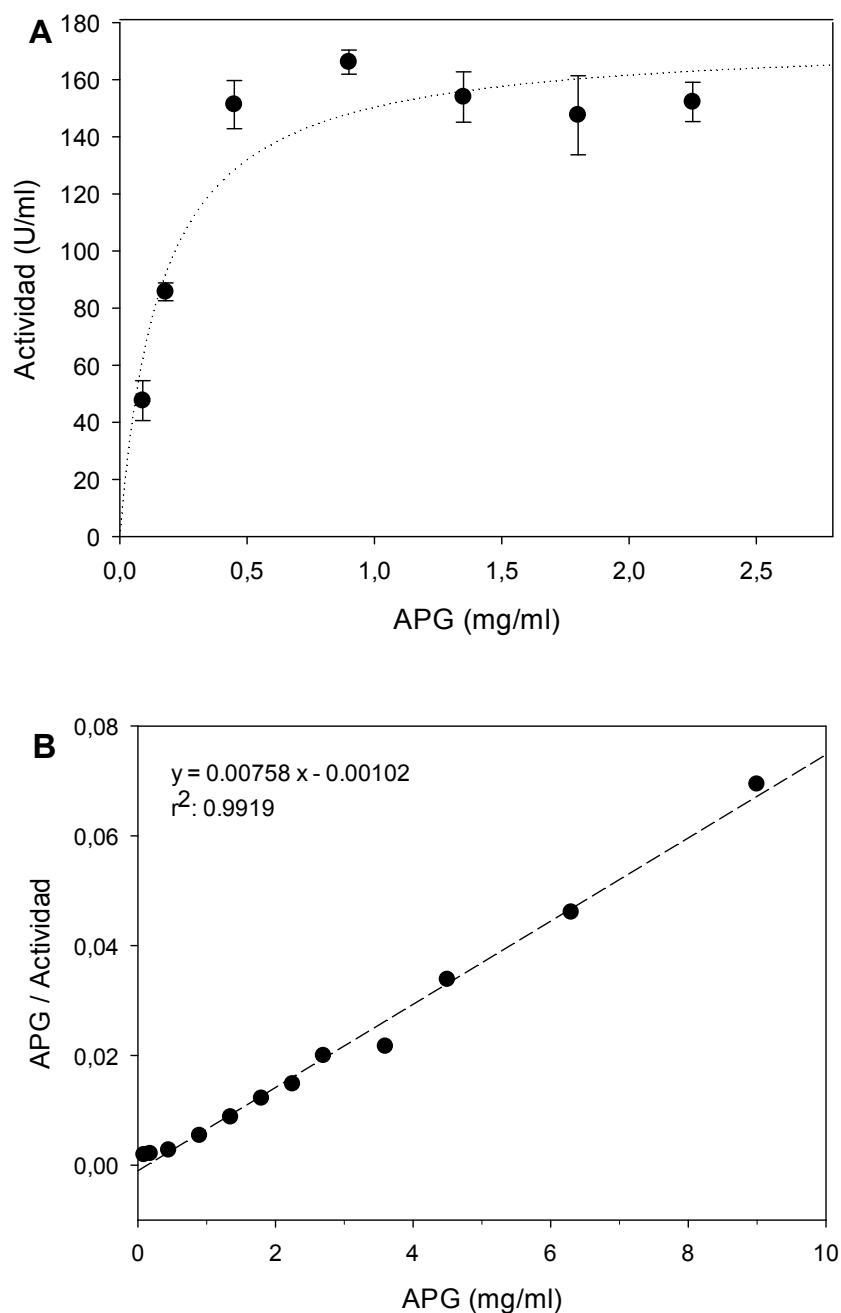 A
180
160
140
120
100
80
60
40
20
0
Actividad (U/ml)
0,0 0,5 1,0 1,5 2,0 2,5
APG (mg/ml)
B
0,08
y = 0.00758 x - 0.00102
r2: 0.9919
0,06
0,04
0,02
0,00
APG / Actividad
0 2 4 6 8 10
APG (mg/ml)